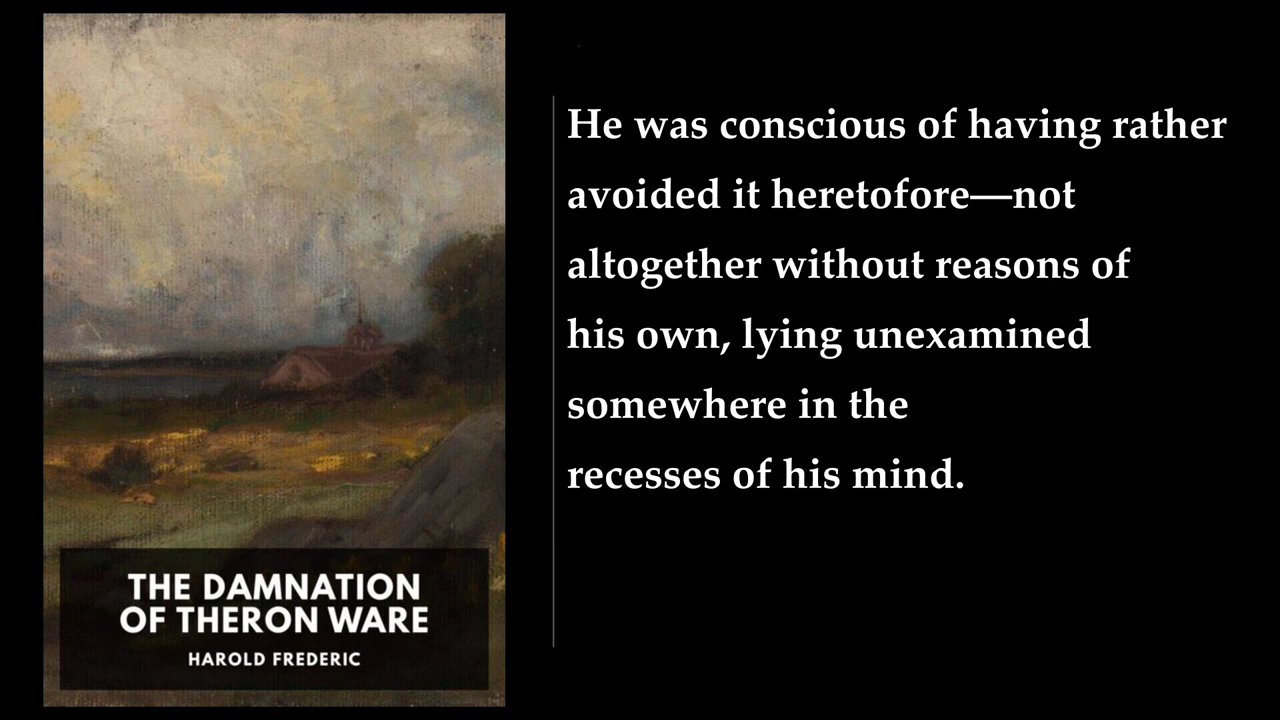 He was conscious of having rather
avoided it heretofore—not
altogether without reasons of
his own, lying unexamined
somewhere in the
recesses of his mind.
THE DAMNATION
OF THERON WARE
HAROLD FREDERIC